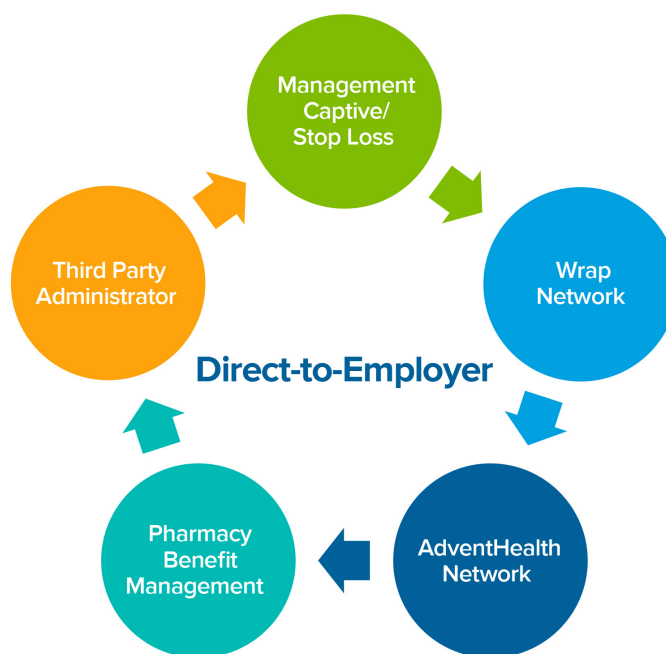 Management
Captive/
Stop Loss
Wrap
Network
AdventHealth
Network
Pharmacy
Benefit
Management
Third Party
Administrator
Direct-to-Employer